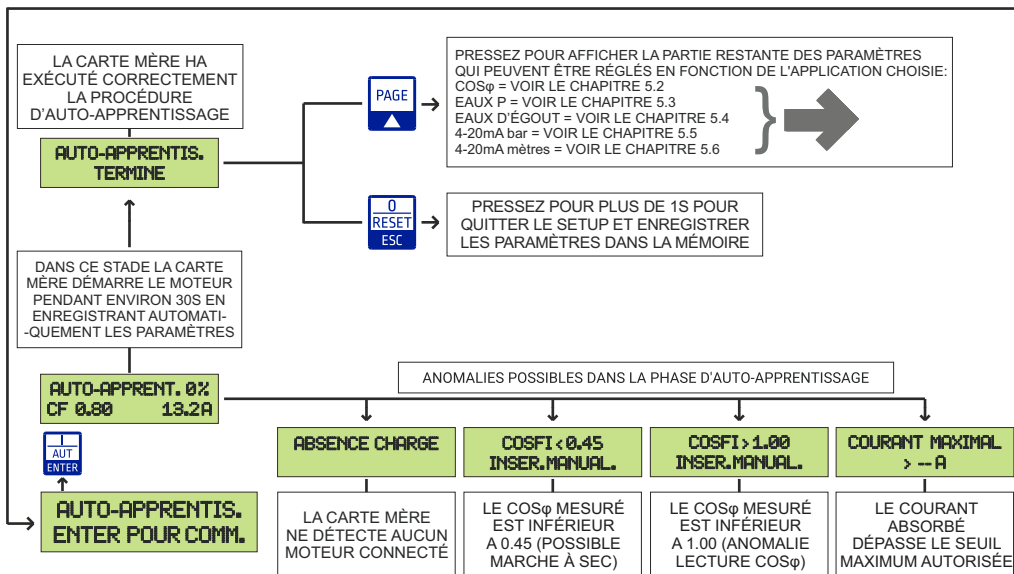 LA CARTE MÈRE HA
EXÉCUTÉ CORRECTEMENT
LA PROCÉDURE
D'AUTO-APPRENTISSAGE
AUTO-APPRENTIS.
TERMINE
PAGE
PRESSEZ POUR AFFICHER LA PARTIE RESTANTE DES PARAMÈTRES
QUI PEUVENT ÊTRE RÉGLÉS EN FONCTION DE L'APPLICATION CHOISIE:
COSφ = VOIR LE CHAPITRE 5.2
EAUX P = VOIR LE CHAPITRE 5.3
EAUX D'ÉGOUT = VOIR LE CHAPITRE 5.4
4-20mA bar = VOIR LE CHAPITRE 5.5
4-20mA mètres = VOIR LE CHAPITRE 5.6
0
RESET
ESC
PRESSEZ POUR PLUS DE 1S POUR
QUITTER LE SETUP ET ENREGISTRER
LES PARAMÈTRES DANS LA MÉMOIRE
DANS CE STADE LA CARTE
MÈRE DÉMARRE LE MOTEUR
PENDANT ENVIRON 30S EN
ENREGISTRANT AUTOMATI-
-QUEMENT LES PARAMÈTRES
AUTO-APPRENT. 0%
CF 0.80 13.2A
I
AUT
ENTER
AUTO-APPRENTIS.
ENTER POUR COMM.
ANOMALIES POSSIBLES DANS LA PHASE D'AUTO-APPRENTISSAGE
ABSENCE CHARGE
LA CARTE MÈRE
NE DÉTECTE AUCUN
MOTEUR CONNECTÉ
COSFI<0.45
INSER.MANUAL.
LE COSφ MESURÉ
EST INFÉRIEUR
A 0.45 (POSSIBLE
MARCHE À SEC)
COSFI>1.00
INSER.MANUAL.
LE COSφ MESURÉ
EST INFÉRIEUR
A 1.00 (ANOMALIE
LECTURE COSφ)
COURANT MAXIMAL
> -- A
LE COURANT
ABSORBÉ
DÉPASSE LE SEUIL
MAXIMUM AUTORISÉE